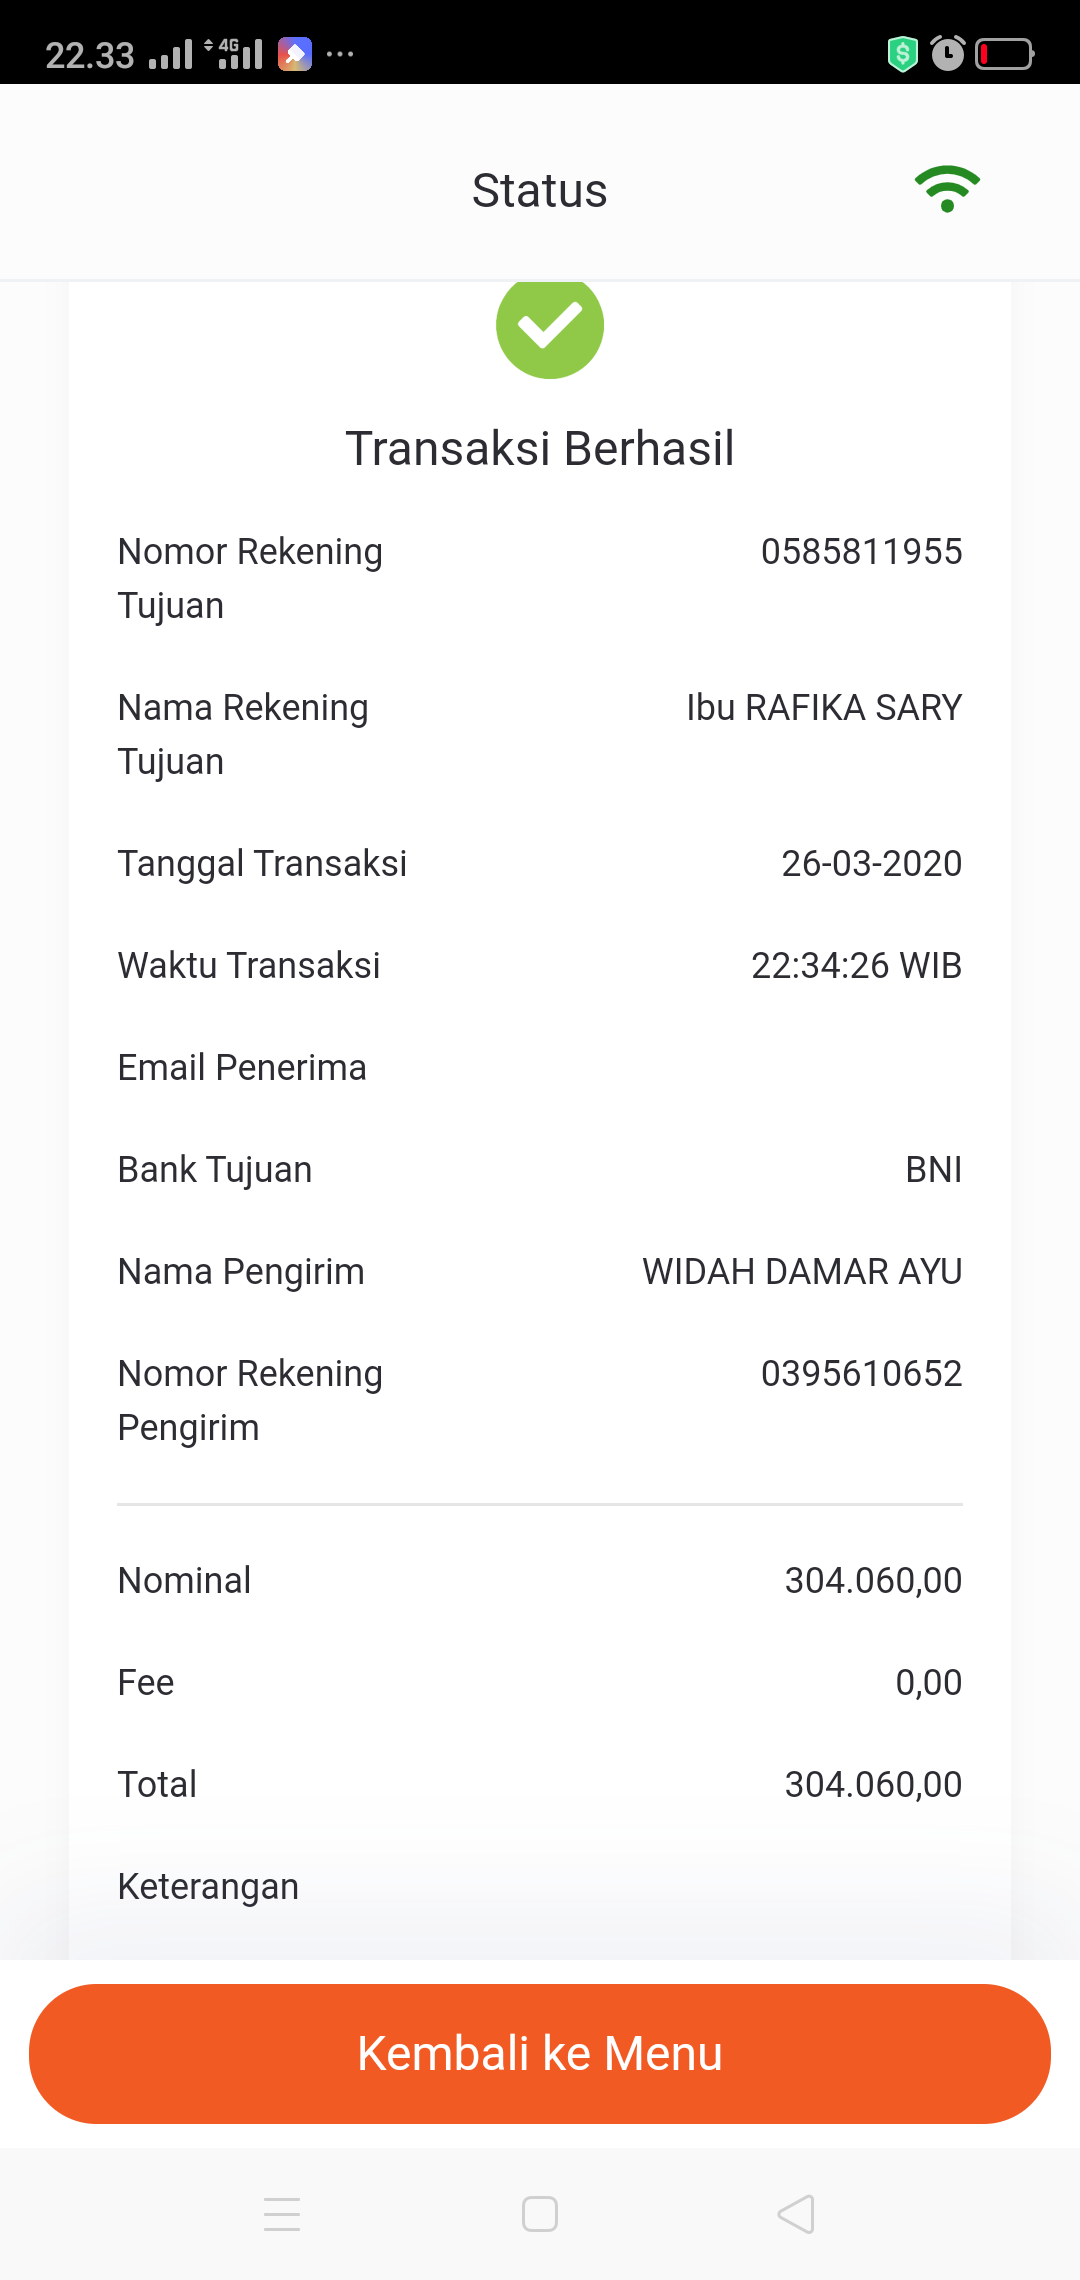 22.33 4G
Status
Transaksi Berhasil
Nomor Rekening 0585811955
Tujuan
Nama Rekening Ibu RAFIKA SARY
Tujuan
Tanggal Transaksi 26-03-2020
Waktu Transaksi 22:34:26 WIB
Email Penerima
Bank Tujuan BNI
Nama Pengirim WIDAH DAMAR AYU
Nomor Rekening 0395610652
Pengirim
Nominal 304.060,00
Fee 0,00
Total 304.060,00
Keterangan
Kembali ke Menu